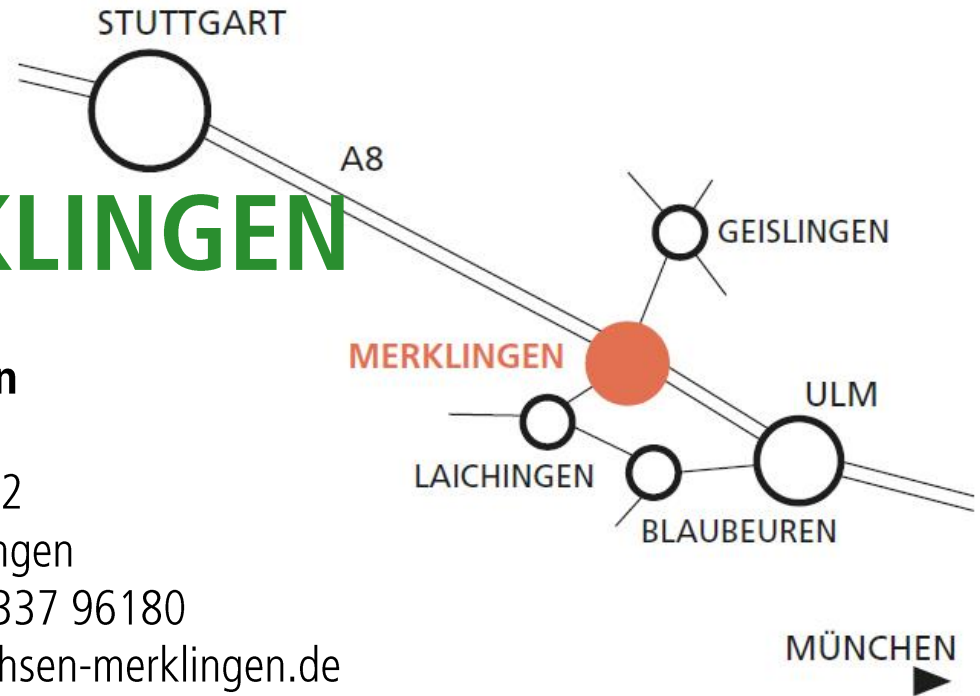 STUTTGART
A8
KLINGEN
GEISLINGEN
MERKLINGEN
n
ULM
LAICHINGEN
2
BLAUBEUREN
ngen
337 96180
MÜNCHEN
hsen-merklingen.de